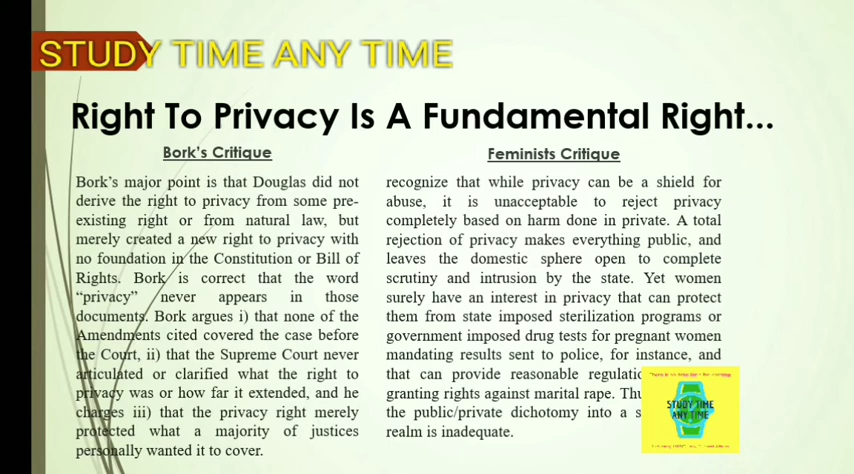 STUDY TIME ANY TIME
Right To Privacy Is A Fundamental Right...
Bork's Critique
Bork's major point is that Douglas did not
derive the right to privacy from some pre-
existing right or from natural law, but
merely created a new right to privacy with
no foundation in the Constitution or Bill of
Rights. Bork is correct that the word
"privacy" never appears in those
documents. Bork argues i) that none of the
Amendments cited covered the case before
the Court, ii) that the Supreme Court never
articulated or clarified what the right to
privacy was or how far it extended, and he
charges iii) that the privacy right merely
protected what a majority of justices
personally wanted it to cover.
Feminists Critique
recognize that while privacy can be a shield for
abuse, it is unacceptable to reject privacy
completely based on harm done in private. A total
rejection of privacy makes everything public, and
leaves the domestic sphere open to complete
scrutiny and intrusion by the state. Yet women
surely have an interest in privacy that can protect
them from state imposed sterilization programs or
government imposed drug tests for pregnant women
mandating results sent to police, for instance, and
that can provide reasonable
granting rights against marital rape.
the public/private dichotomy into a
realm is inadequate.
STUDY TIME
ANY TIME